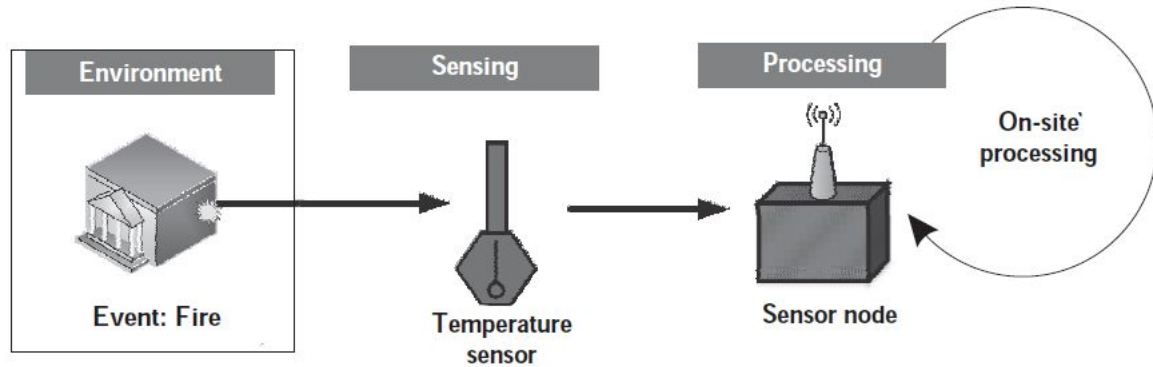 Environment
Sensing
Processing
On-site`
processing
Event: Fire
Temperature
sensor
Sensor node